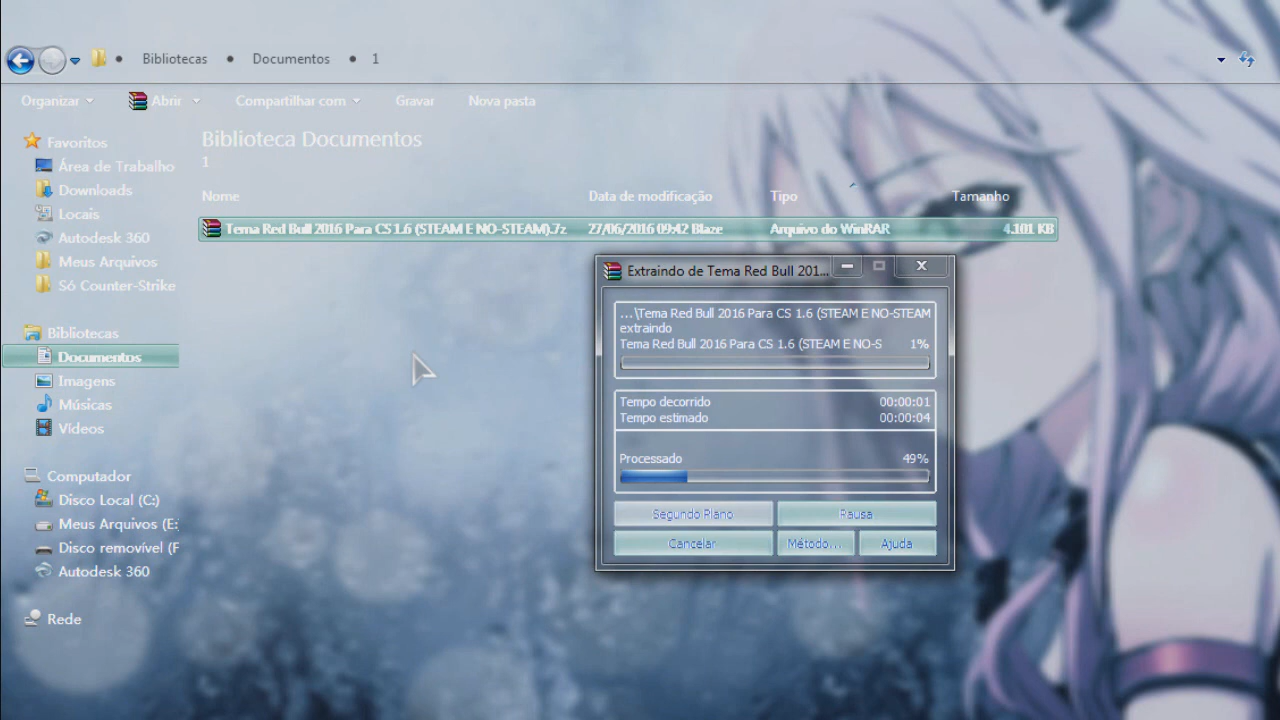 Bibliotecas • Documentos • 1
Organizar Abrir Compartilhar com Gravar Nova pasta
Biblioteca Documentos
1
Nome Data de modificação Tipo Tamanho
Tema Red Bull 2016 Para CS 1.6 (STEAM E NO-STEAM).7z 27/06/2016 09:42 Blaze Arquivo do WinRAR 4.101 KB
Favoritos
Área de Trabalho
Downloads
Locais
Autodesk 360
Meus Arquivos
Só Counter-Strike
Bibliotecas
Documentos
Imagens
Músicas
Vídeos
Computador
Disco Local (C:)
Meus Arquivos (E:
Disco removível (F
Autodesk 360
Rede
Extraindo de Tema Red Bull 201...
...\Tema Red Bull 2016 Para CS 1.6 (STEAM E NO-STEAM
extraindo
Tema Red Bull 2016 Para CS 1.6 (STEAM E NO-S 1%
Tempo decorrido 00:00:01
Tempo estimado 00:00:04
Processado 49%
Segundo Plano Pausa
Cancelar Método... Ajuda